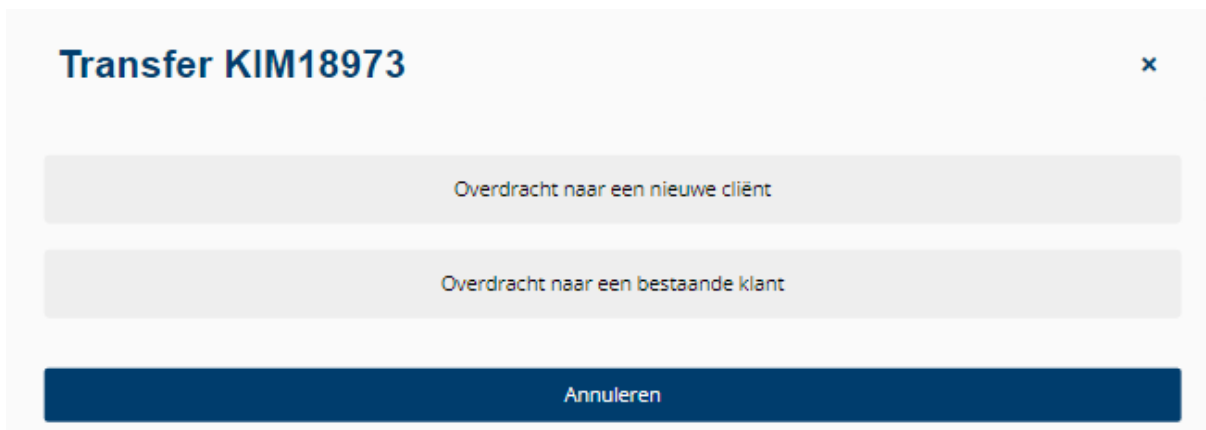 Transfer KIM18973 ×
Overdracht naar een nieuwe cliënt
Overdracht naar een bestaande klant
Annuleren